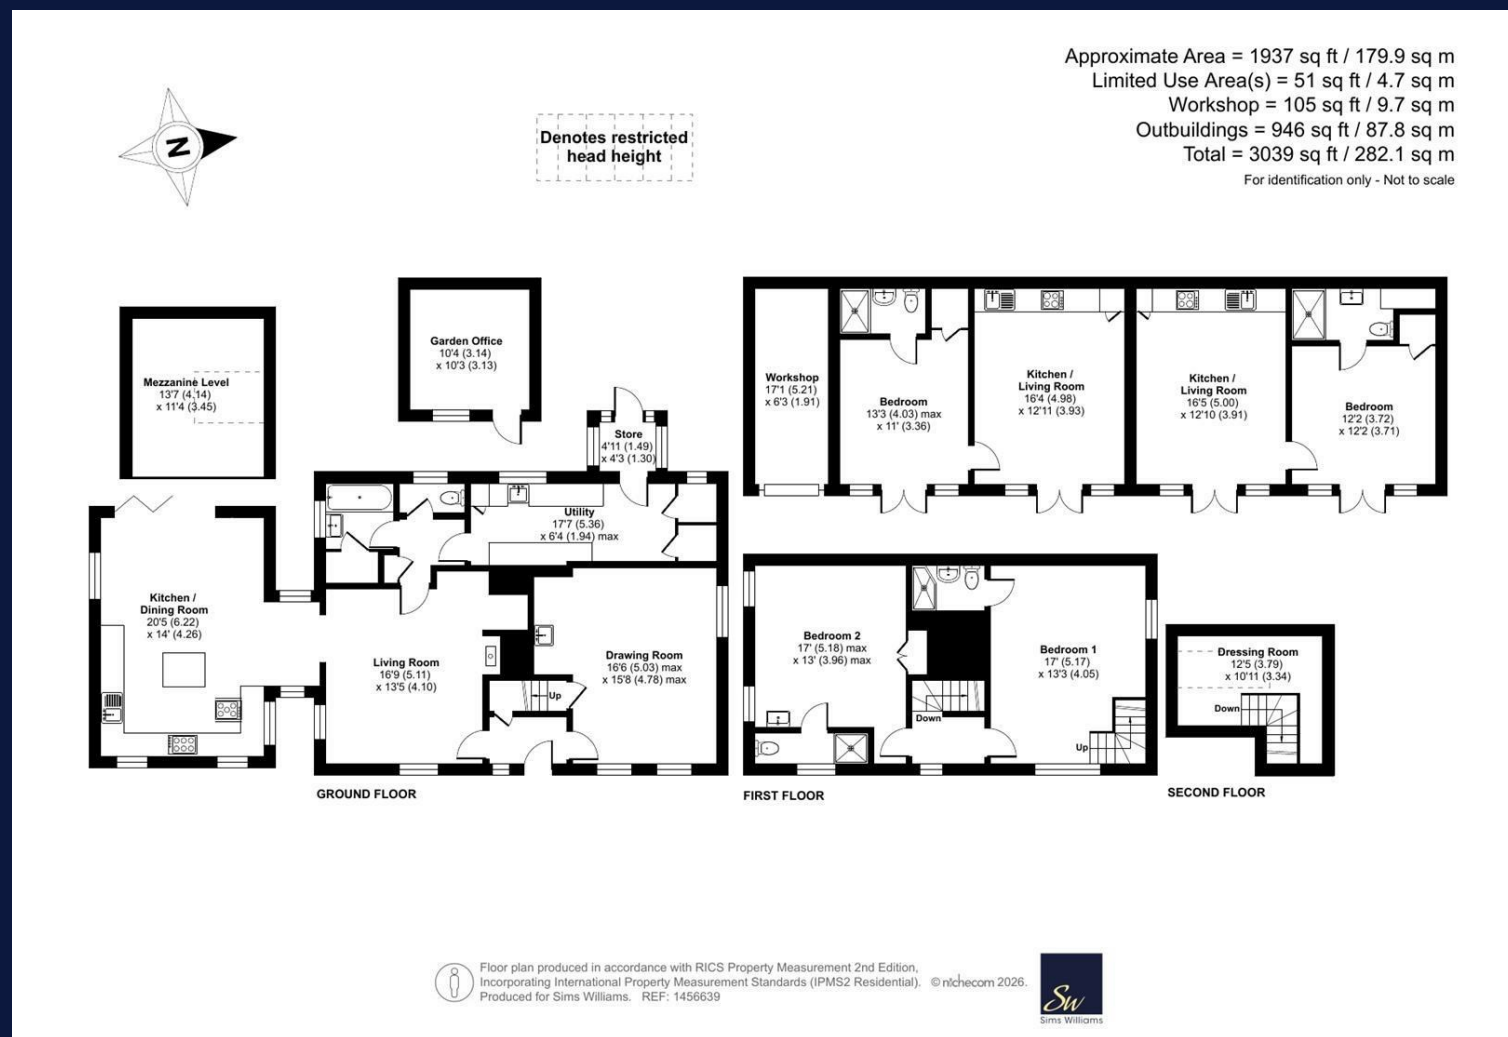 Approximate Area = 1937 sq ft / 179.9 sq m
Limited Use Area(s) = 51 sq ft / 4.7 sq m
Workshop = 105 sq ft / 9.7 sq m
Outbuildings = 946 sq ft / 87.8 sq m
Total = 3039 sq ft / 282.1 sq m
For identification only - Not to scale
N
Denotes restricted
head height
Mezzanine Level
13'7 (4.14)
x 11'4 (3.45)
Garden Office
10'4 (3.14)
x 10'3 (3.13)
Store
4'11 (1.49)
x 4'3 (1.30)
Utility
17'7 (5.36)
x 6'4 (1.94) max
Kitchen /
Dining Room
20'5 (6.22)
x 14' (4.26)
Living Room
16'9 (5.11)
x 13'5 (4.10)
Drawing Room
16'6 (5.03) max
x 15'8 (4.78) max
Up
GROUND FLOOR
Workshop
17'1 (5.21)
x 6'3 (1.91)
Bedroom
13'3 (4.03) max
x 11' (3.36)
Kitchen /
Living Room
16'4 (4.98)
x 12'11 (3.93)
Kitchen /
Living Room
16'5 (5.00)
x 12'10 (3.91)
Bedroom
12'2 (3.72)
x 12'2 (3.71)
Bedroom 2
17' (5.18) max
x 13' (3.96) max
Bedroom 1
17' (5.17)
x 13'3 (4.05)
Down
Up
FIRST FLOOR
Dressing Room
12'5 (3.79)
x 10'11 (3.34)
Down
SECOND FLOOR
Floor plan produced in accordance with RICS Property Measurement 2nd Edition,
Incorporating International Property Measurement Standards (IPMS2 Residential). © nichecom 2026.
Produced for Sims Williams. REF: 1456639
Sw
Sims Williams